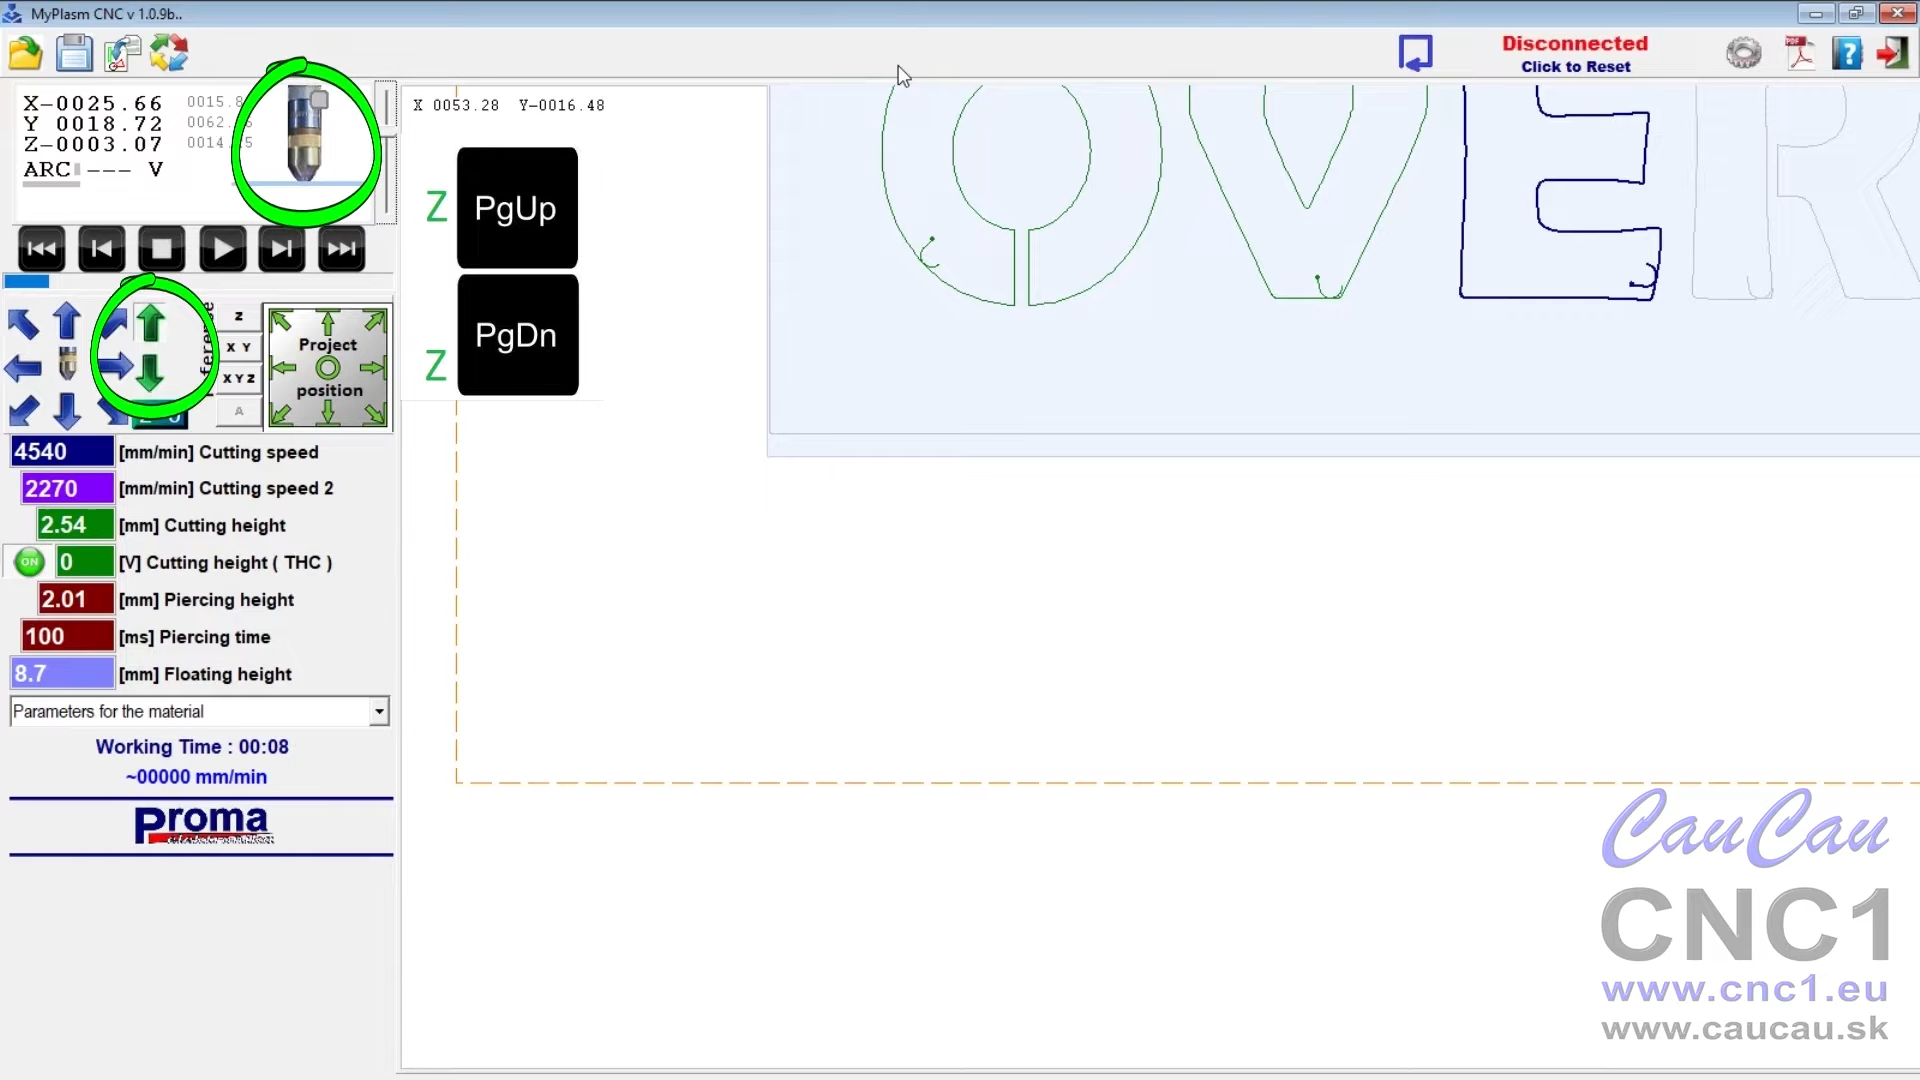 MyPlasm CNC v 1.0.9b..
Disconnected
Click to Reset
X-0025.66
Y 0018.72
Z-0003.07
ARC --- V
X 0053.28 Y-0016.48
Z PgUp
Z PgDn
OVER
Z
X Y
X Y Z
A
Project
position
4540 [mm/min] Cutting speed
2270 [mm/min] Cutting speed 2
2.54 [mm] Cutting height
ON 0 [V] Cutting height ( THC )
2.01 [mm] Piercing height
100 [ms] Piercing time
8.7 [mm] Floating height
Parameters for the material
Working Time : 00:08
~00000 mm/min
Proma
CauCau
CNC1
www.cnc1.eu
www.caucau.sk